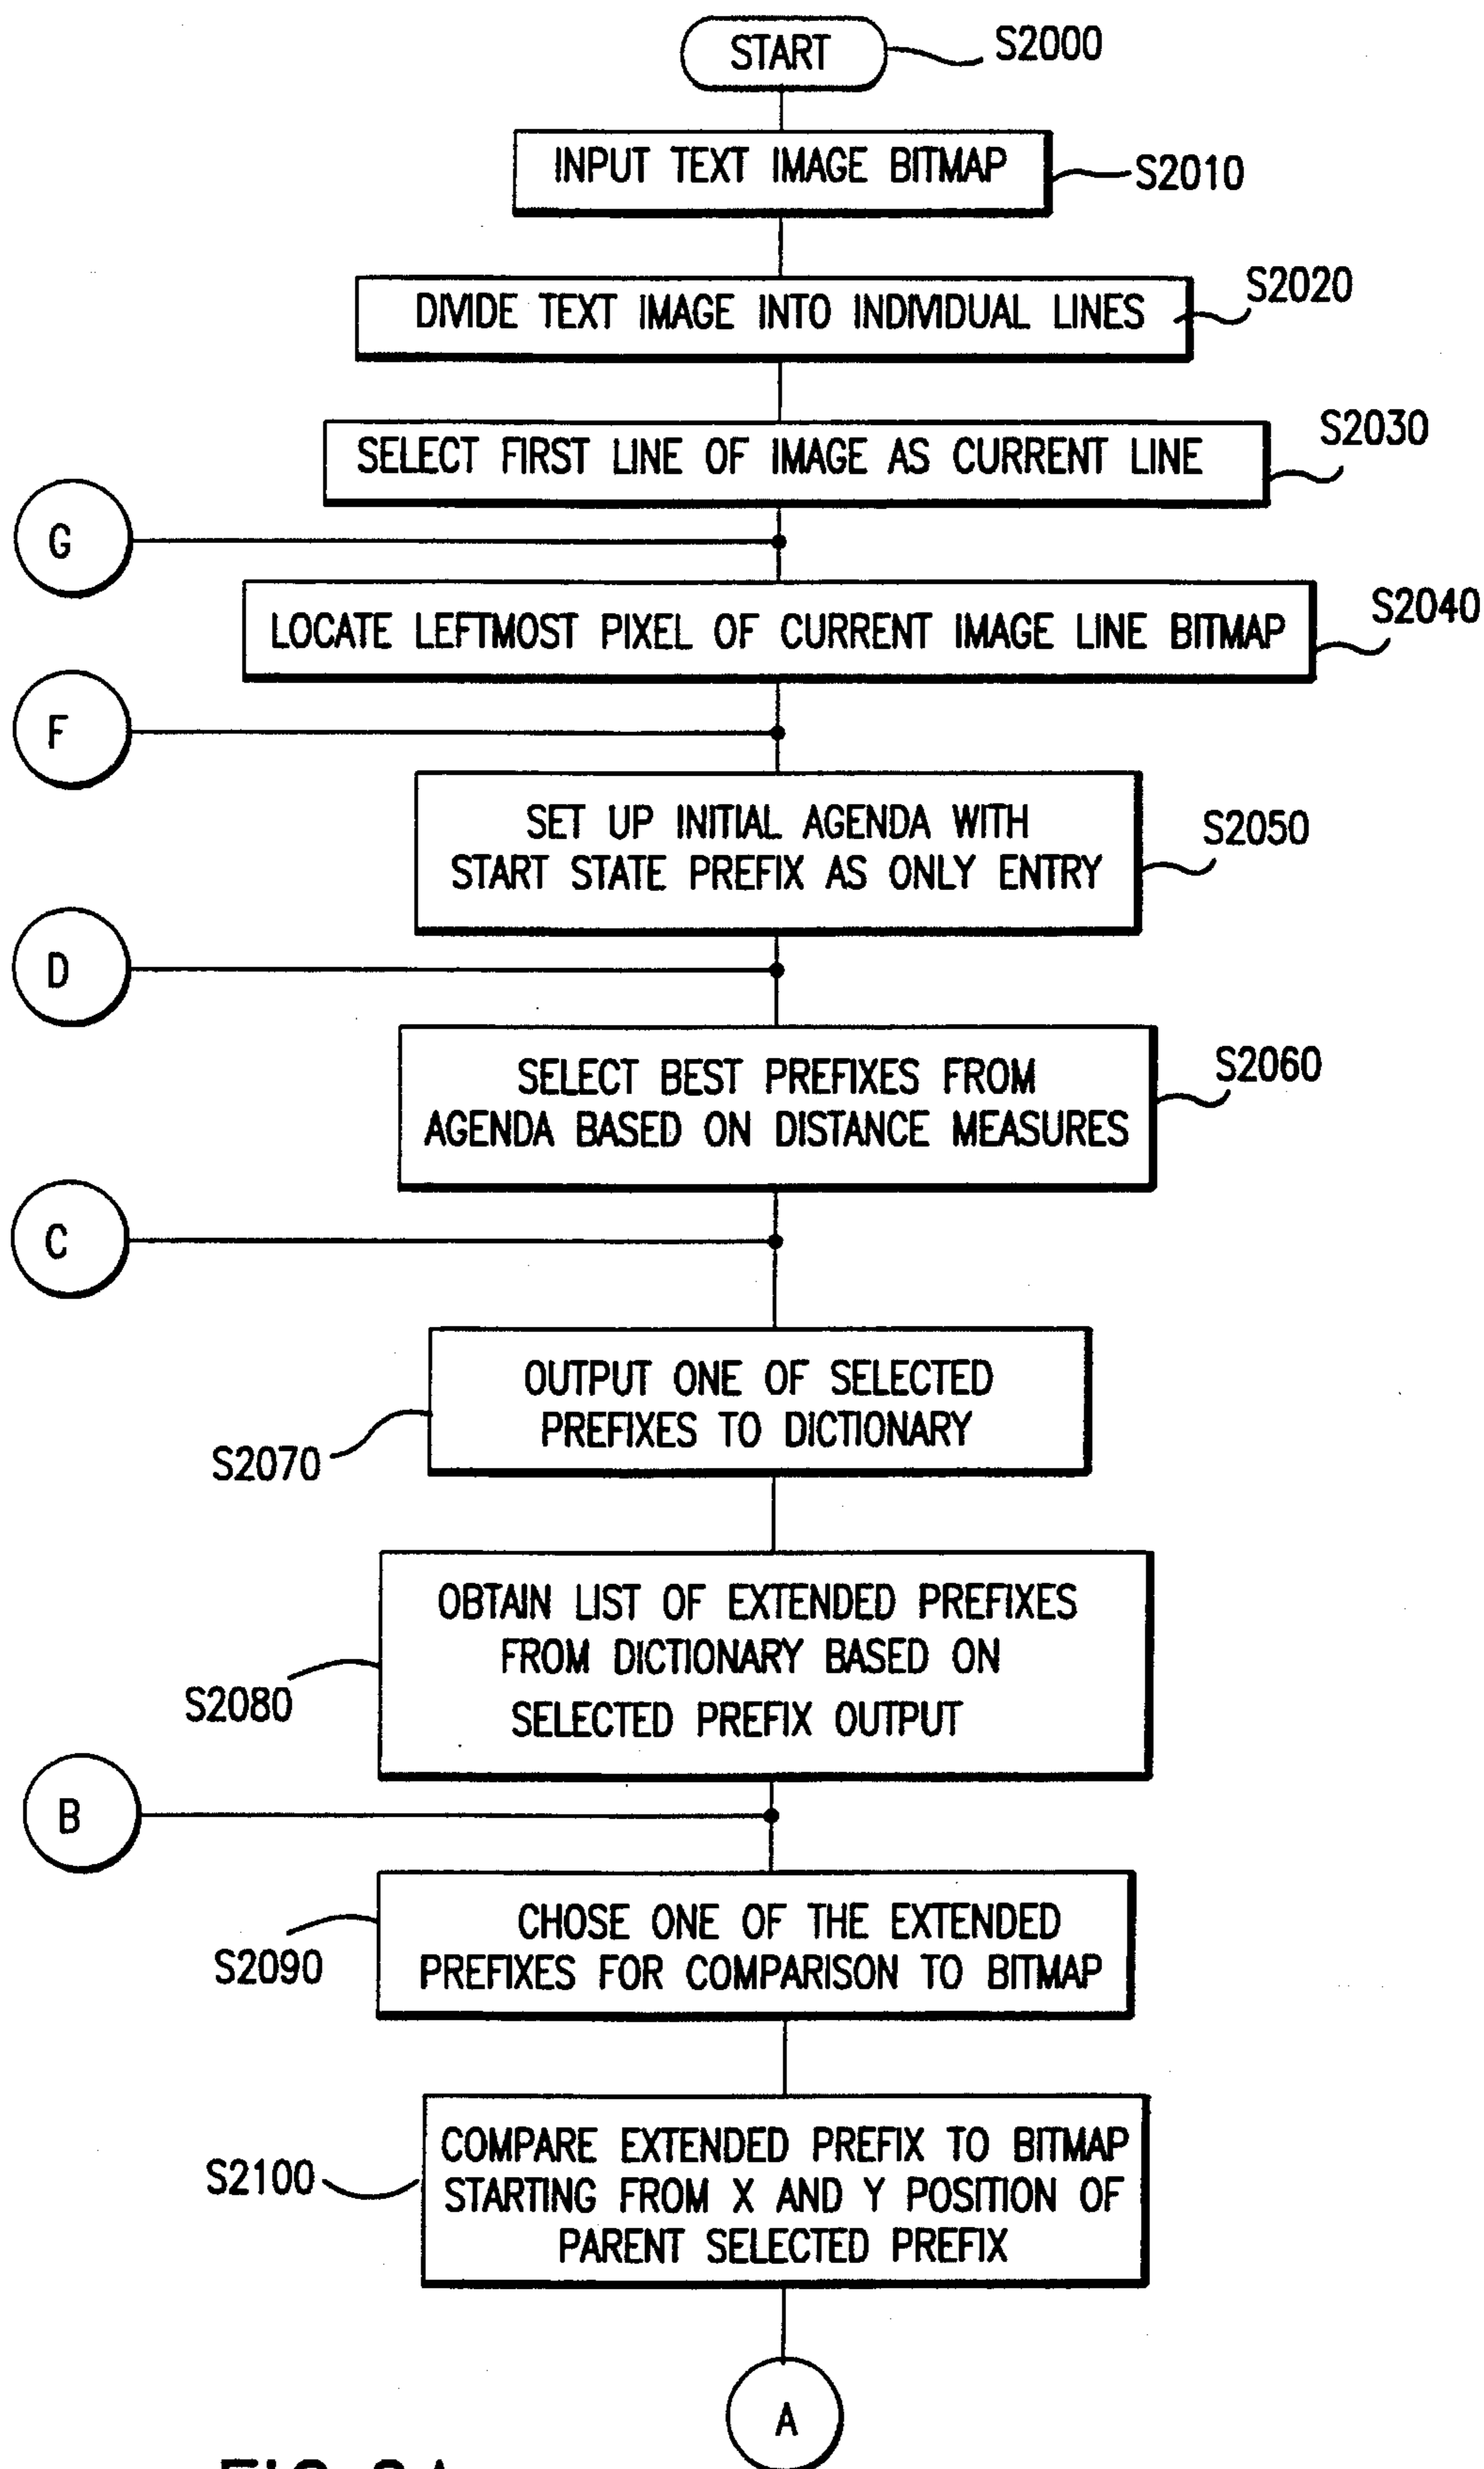 START
S2000
INPUT TEXT IMAGE BITMAP
S2010
DIVIDE TEXT IMAGE INTO INDIVIDUAL LINES
S2020
SELECT FIRST LINE OF IMAGE AS CURRENT LINE
S2030
G
LOCATE LEFTMOST PIXEL OF CURRENT IMAGE LINE BITMAP
S2040
F
SET UP INITIAL AGENDA WITH
START STATE PREFIX AS ONLY ENTRY
S2050
D
SELECT BEST PREFIXES FROM
AGENDA BASED ON DISTANCE MEASURES
S2060
C
OUTPUT ONE OF SELECTED
PREFIXES TO DICTIONARY
S2070
OBTAIN LIST OF EXTENDED PREFIXES
FROM DICTIONARY BASED ON
SELECTED PREFIX OUTPUT
S2080
B
CHOSE ONE OF THE EXTENDED
PREFIXES FOR COMPARISON TO BITMAP
S2090
COMPARE EXTENDED PREFIX TO BITMAP
STARTING FROM X AND Y POSITION OF
PARENT SELECTED PREFIX
S2100
A